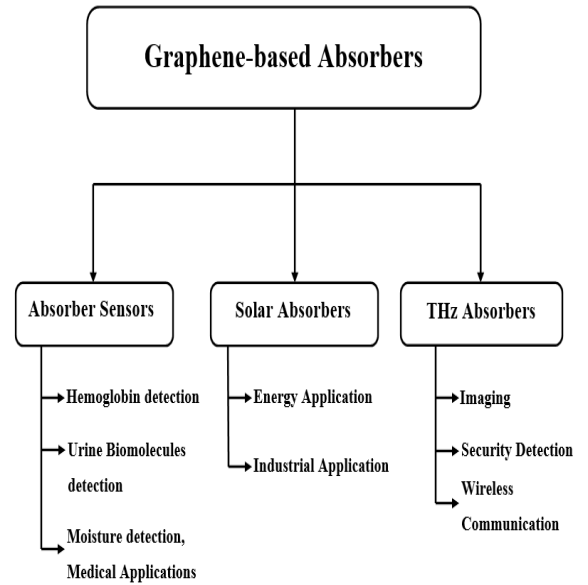 Graphene-based Absorbers
Absorber Sensors
Hemoglobin detection
Urine Biomolecules
detection
Moisture detection,
Medical Applications
Solar Absorbers
Energy Application
Industrial Application
THz Absorbers
Imaging
Security Detection
Wireless
Communication